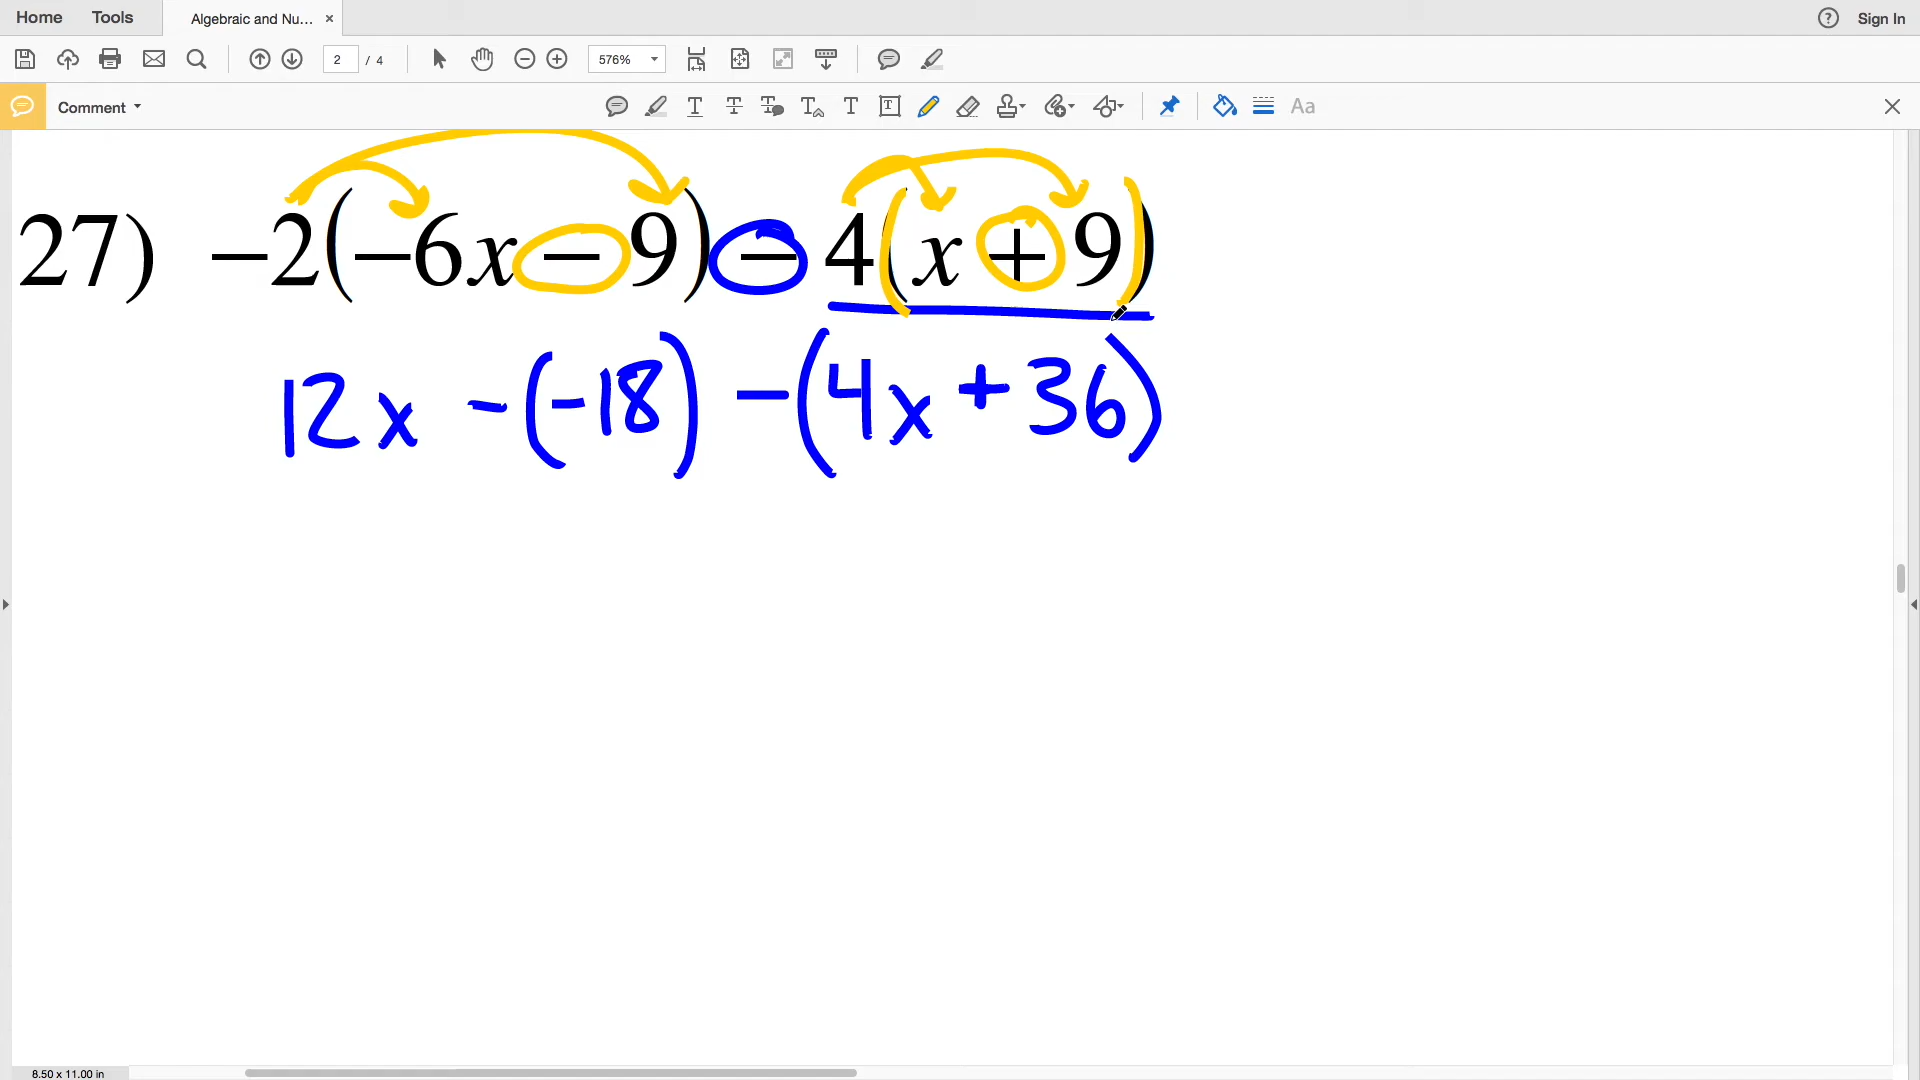 Home Tools Algebraic and Nu... × ? Sign In
2 / 4 576%
Comment Aa
27) −2(−6x − 9) − 4(x + 9)
12x - (-18) - (4x + 36)
8.50 x 11.00 in